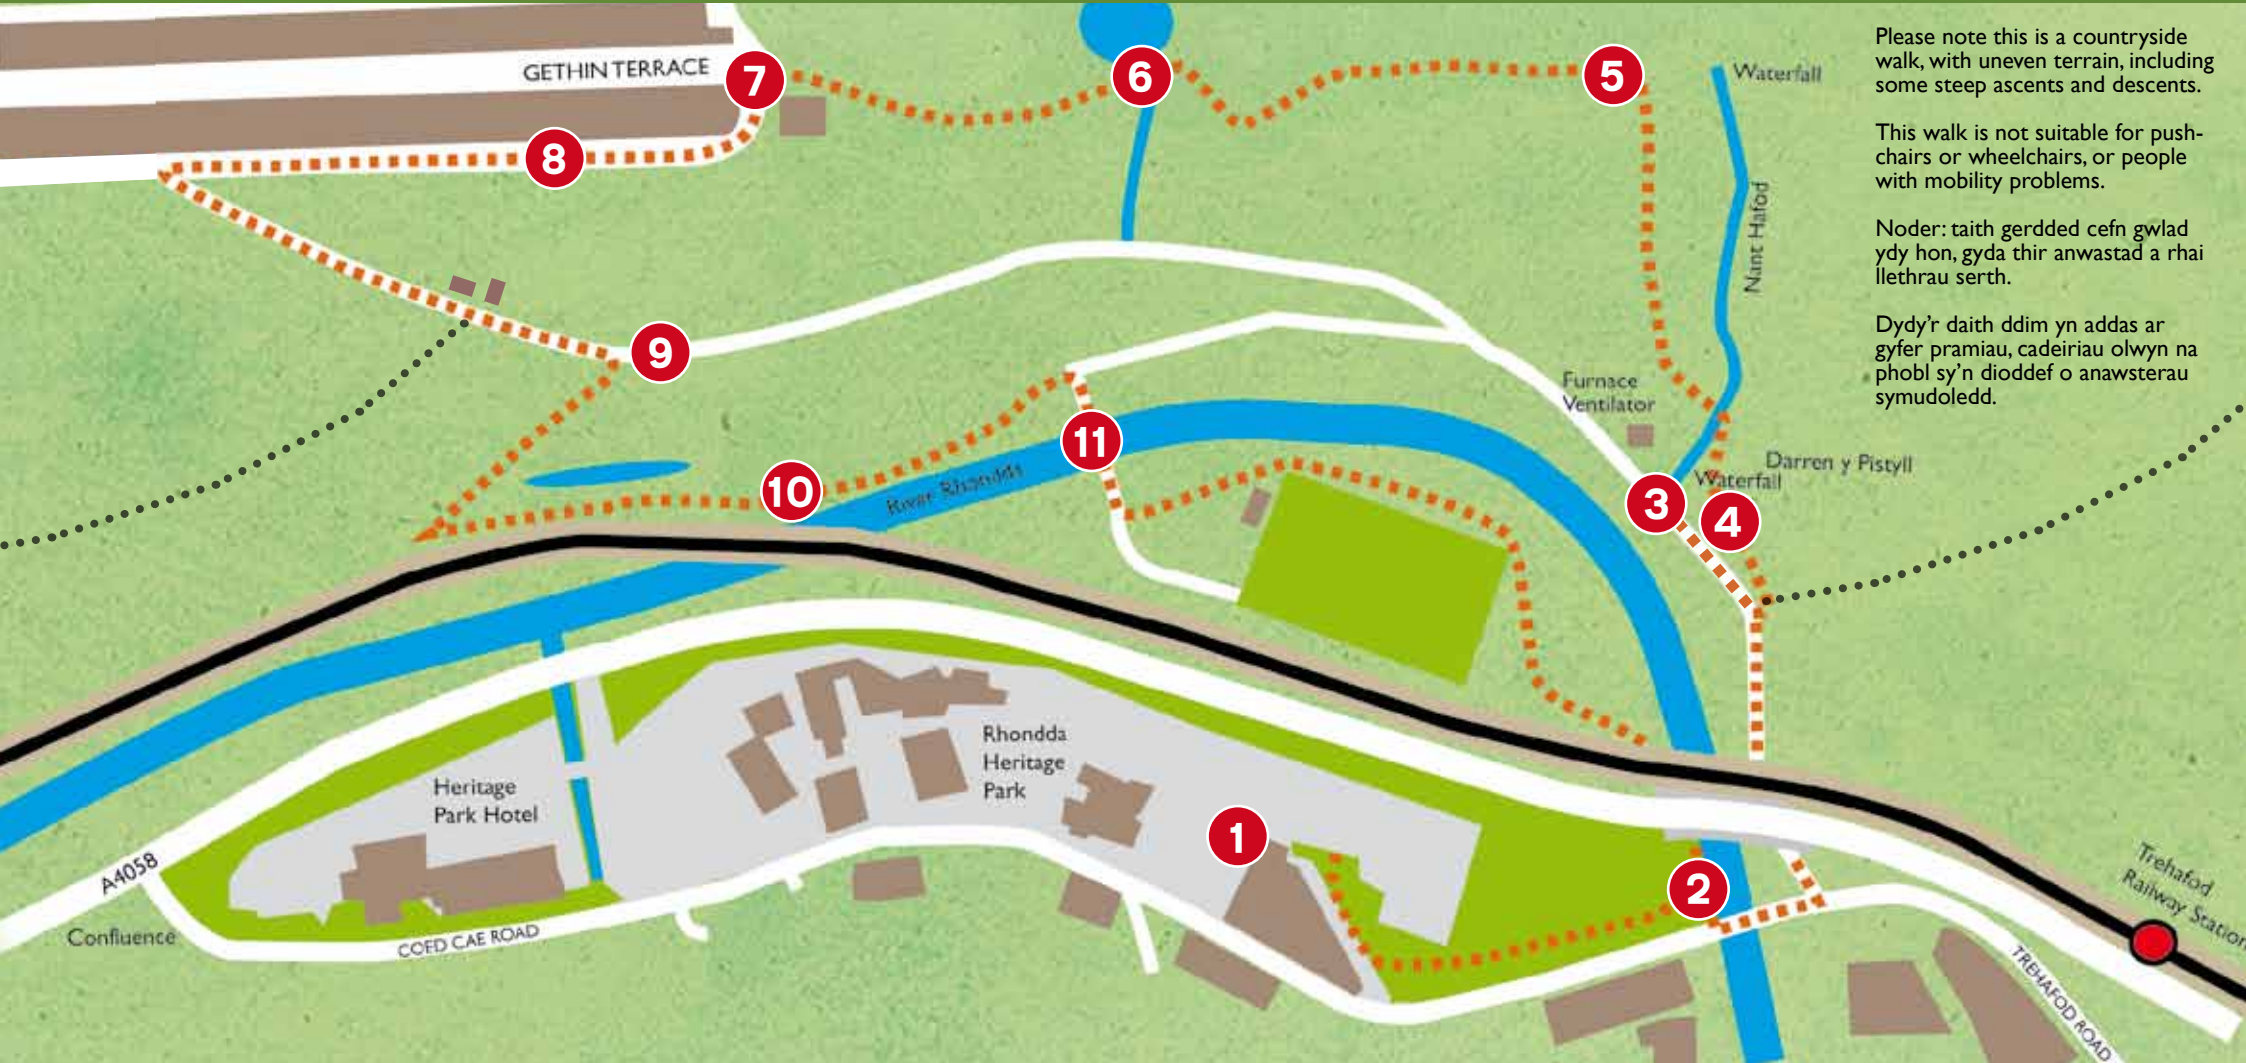 GETHIN TERRACE
7
6
5
Waterfall
Please note this is a countryside
walk, with uneven terrain, including
some steep ascents and descents.
This walk is not suitable for push-
chairs or wheelchairs, or people
with mobility problems.
Noder: taith gerdded cefn gwlad
ydy hon, gyda thir anwastad a rhai
llethrau serth.
Dydy'r daith ddim yn addas ar
gyfer pramiau, cadeiriau olwyn na
phobl sy'n dioddef o anawsterau
symudoledd.
8
Nant Hafod
9
Furnace
Ventilator
11
Darren y Pistyll
Waterfall
10
River Rhondda
3
4
Rhondda
Heritage
Park
Heritage
Park Hotel
1
2
A4058
Confluence
COED CAE ROAD
Trehafod
Railway Station
TREHAFOD ROAD